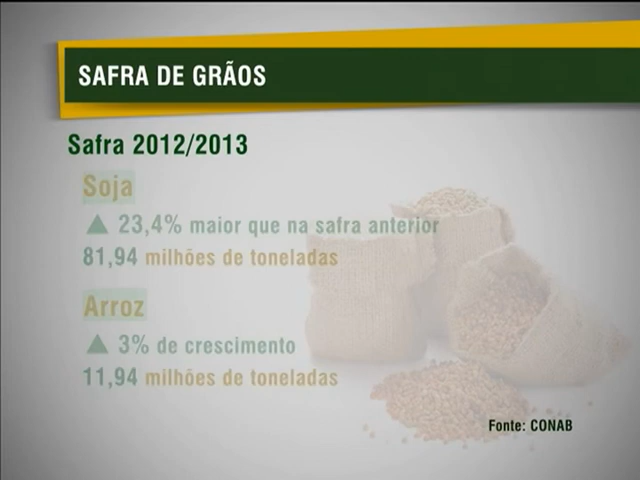 SAFRA DE GRÃOS
Safra 2012/2013
Soja
▲ 23,4% maior que na safra anterior
81,94 milhões de toneladas
Arroz
▲ 3% de crescimento
11,94 milhões de toneladas
Fonte: CONAB